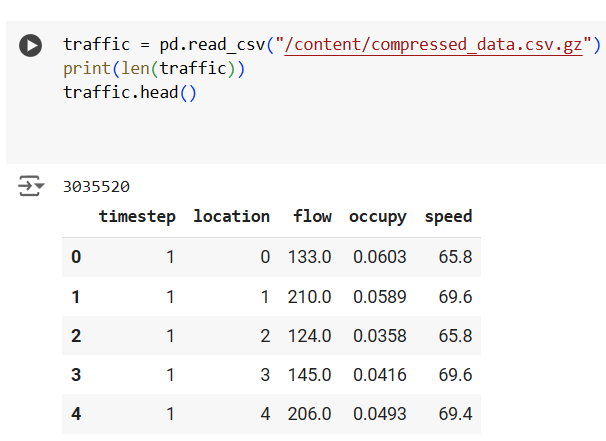 traffic = pd.read_csv("/content/compressed_data.csv.gz")
print(len(traffic))
traffic.head()
3035520
timestep location flow occupy speed
0 1 0 133.0 0.0603 65.8
1 1 1 210.0 0.0589 69.6
2 1 2 124.0 0.0358 65.8
3 1 3 145.0 0.0416 69.6
4 1 4 206.0 0.0493 69.4